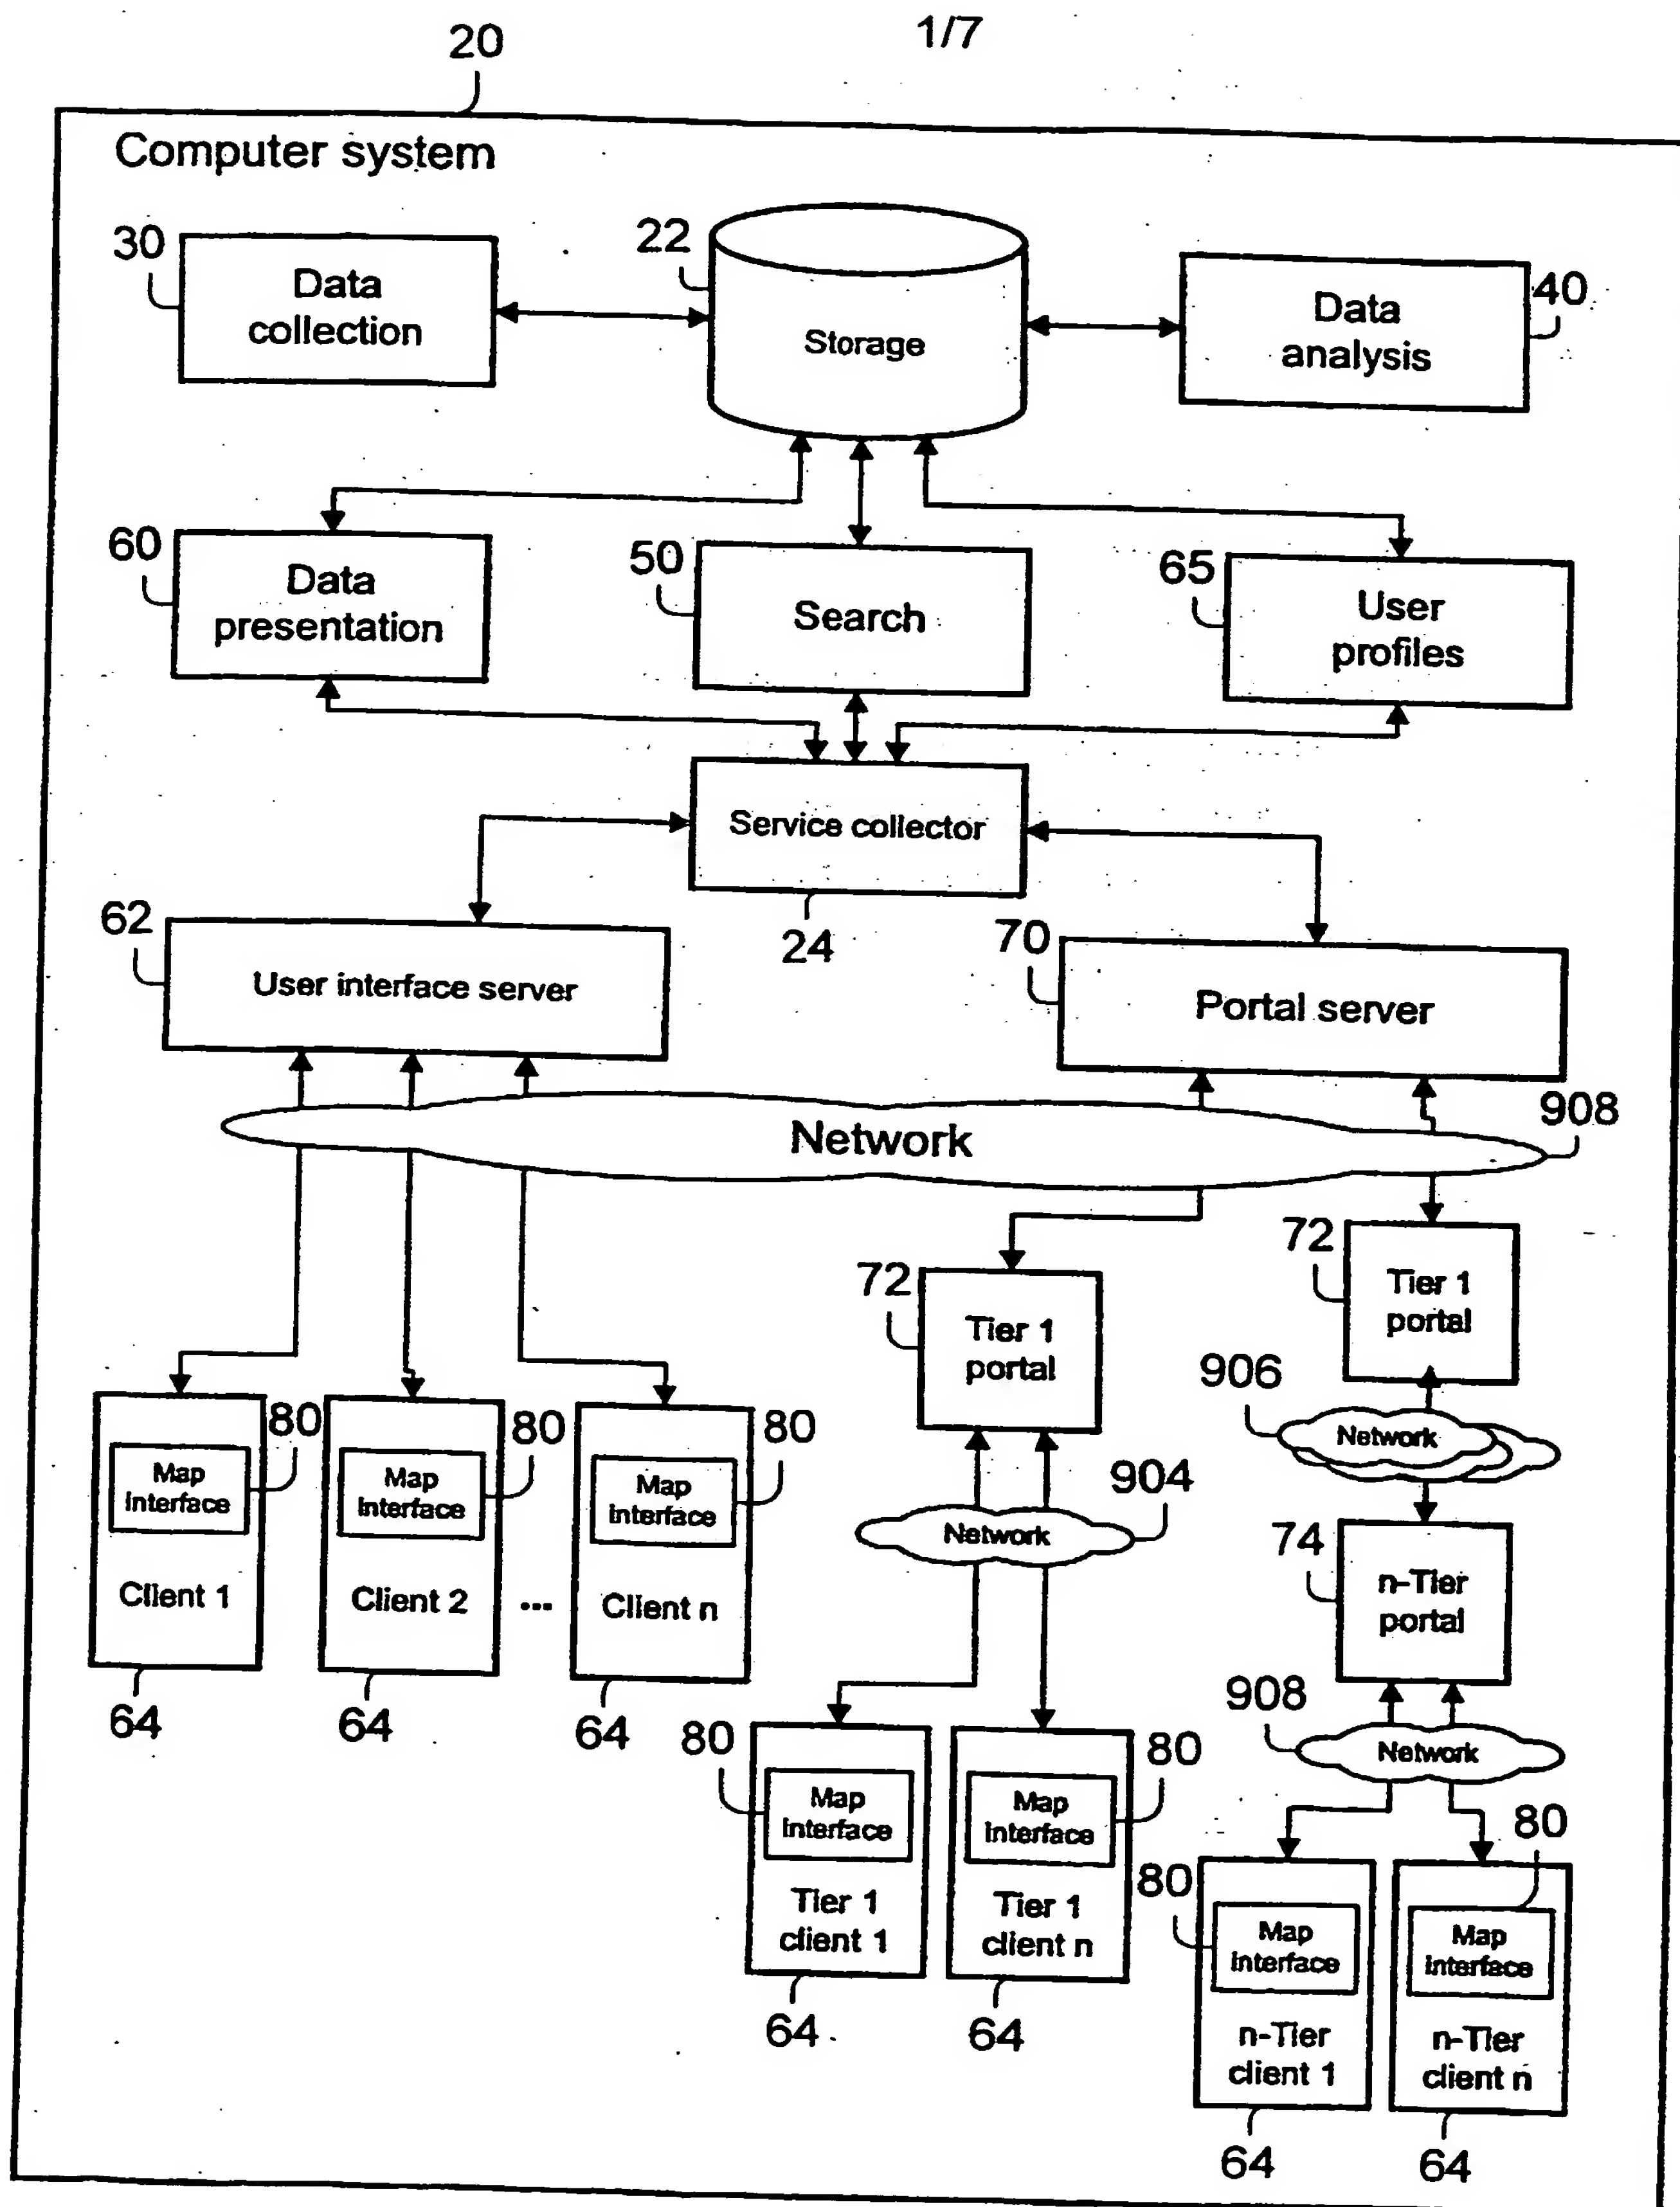 1/7
20
Computer system
30
Data
collection
22
Storage
40
Data
analysis
60
Data
presentation
50
Search
65
User
profiles
Service collector
24
62
User interface server
70
Portal server
Network
908
72
Tier 1
portal
72
Tier 1
portal
906
Network
80
Map
interface
Client 1
64
80
Map
interface
Client 2
64
...
80
Map
interface
Client n
64
904
Network
74
n-Tier
portal
908
Network
80
Map
interface
Tier 1
client 1
64
80
Map
interface
Tier 1
client n
64
80
Map
interface
n-Tier
client 1
64
80
Map
interface
n-Tier
client n
64